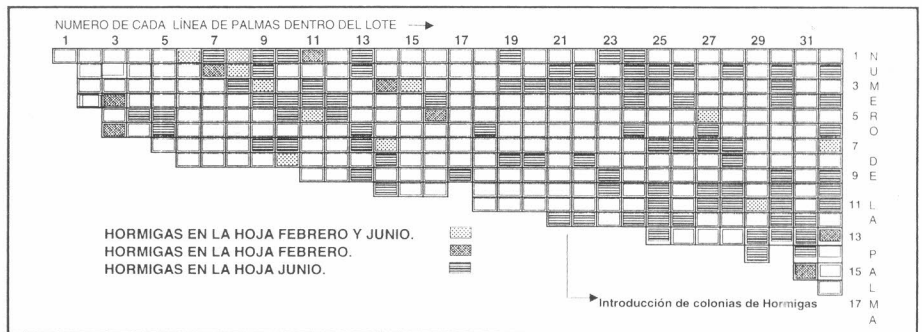 NUMERO DE CADA LÍNEA DE PALMAS DENTRO DEL LOTE
1 3 5 7 9 11 13 15 17 19 21 23 25 27 29 31
1 N
U
3 M
E
5 R
O
7
D
9 E
11 L
A
13
P
15 A
L
17 M
A
HORMIGAS EN LA HOJA FEBRERO Y JUNIO.
HORMIGAS EN LA HOJA FEBRERO.
HORMIGAS EN LA HOJA JUNIO.
Introducción de colonias de Hormigas